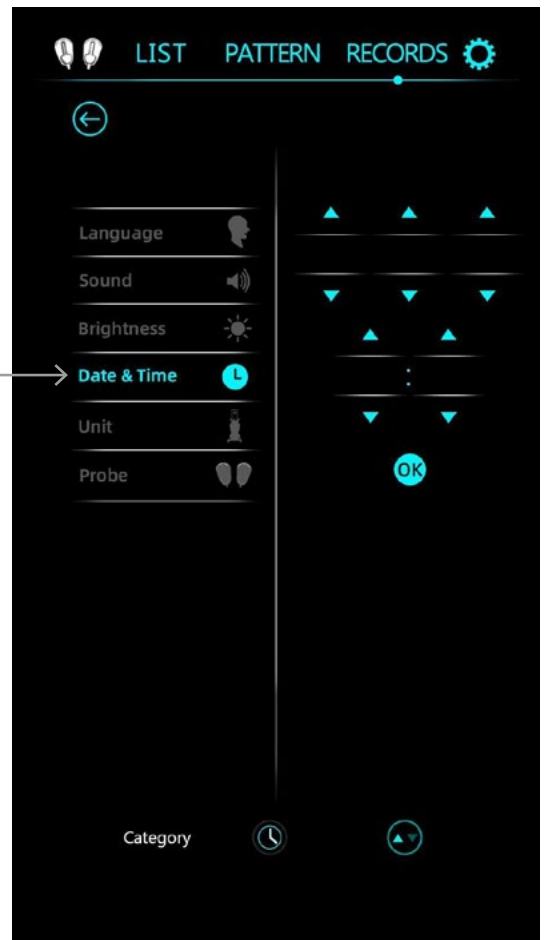 LIST PATTERN RECORDS
Language
Sound
Brightness
Date & Time
Unit
Probe
:
OK
Category